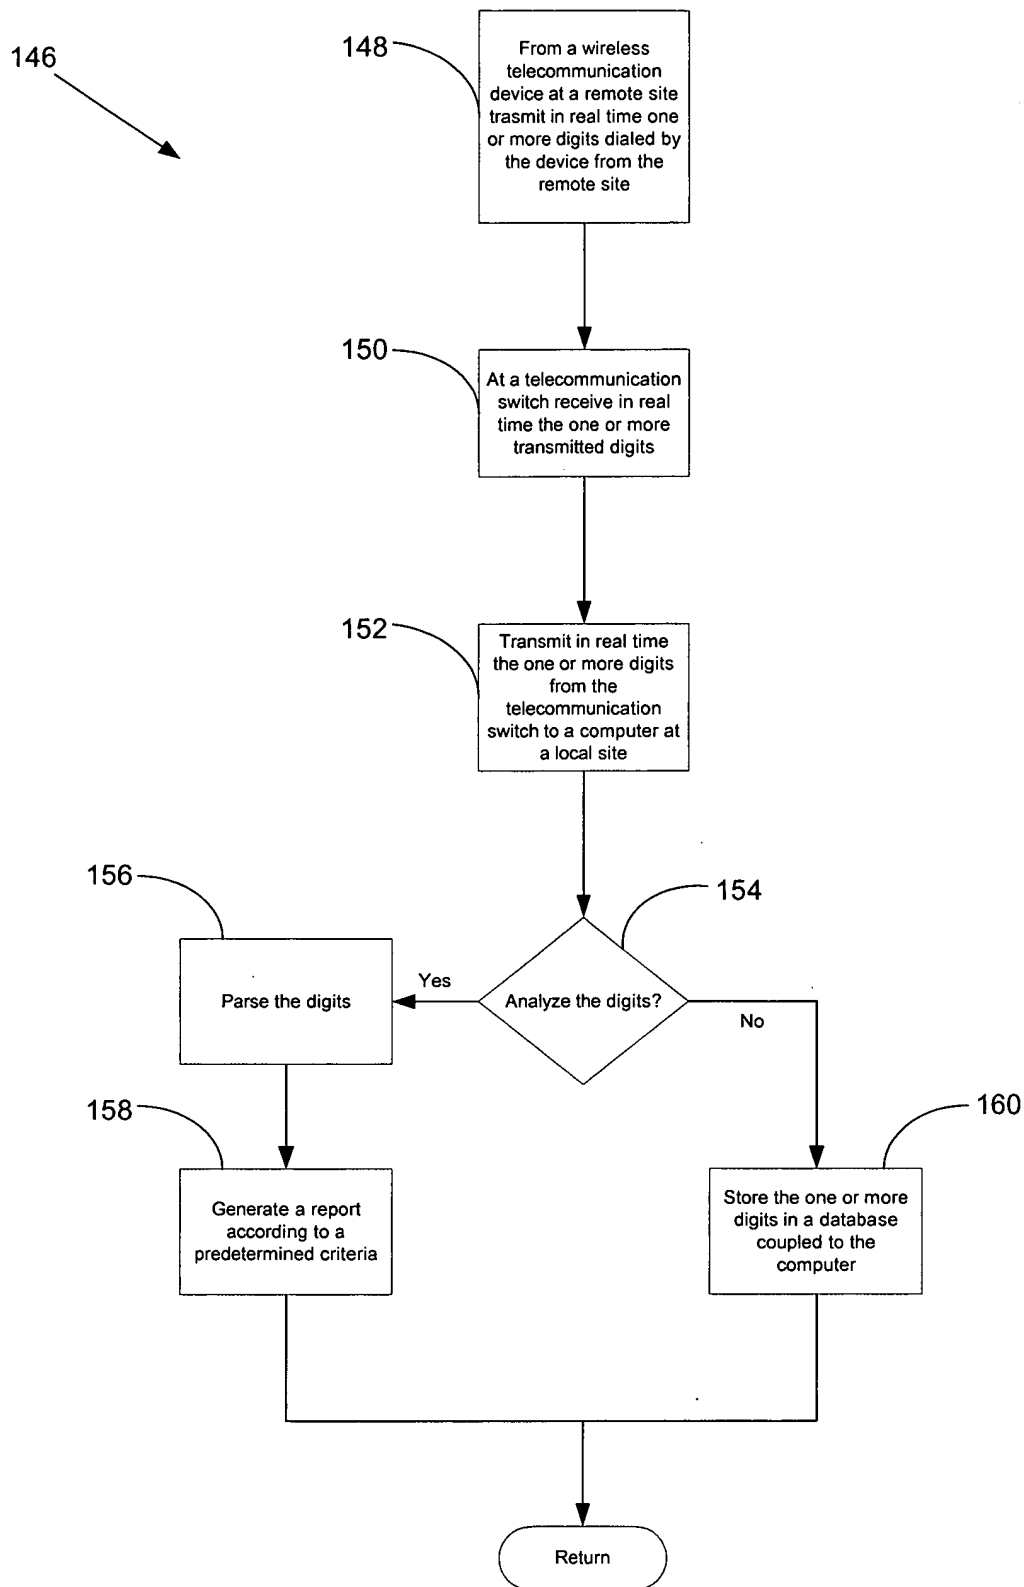 146
148
From a wireless
telecommunication
device at a remote site
trasmit in real time one
or more digits dialed by
the device from the
remote site
150
At a telecommunication
switch receive in real
time the one or more
transmitted digits
152
Transmit in real time
the one or more digits
from the
telecommunication
switch to a computer at
a local site
154
Analyze the digits?
Yes
No
156
Parse the digits
158
Generate a report
according to a
predetermined criteria
160
Store the one or more
digits in a database
coupled to the
computer
Return